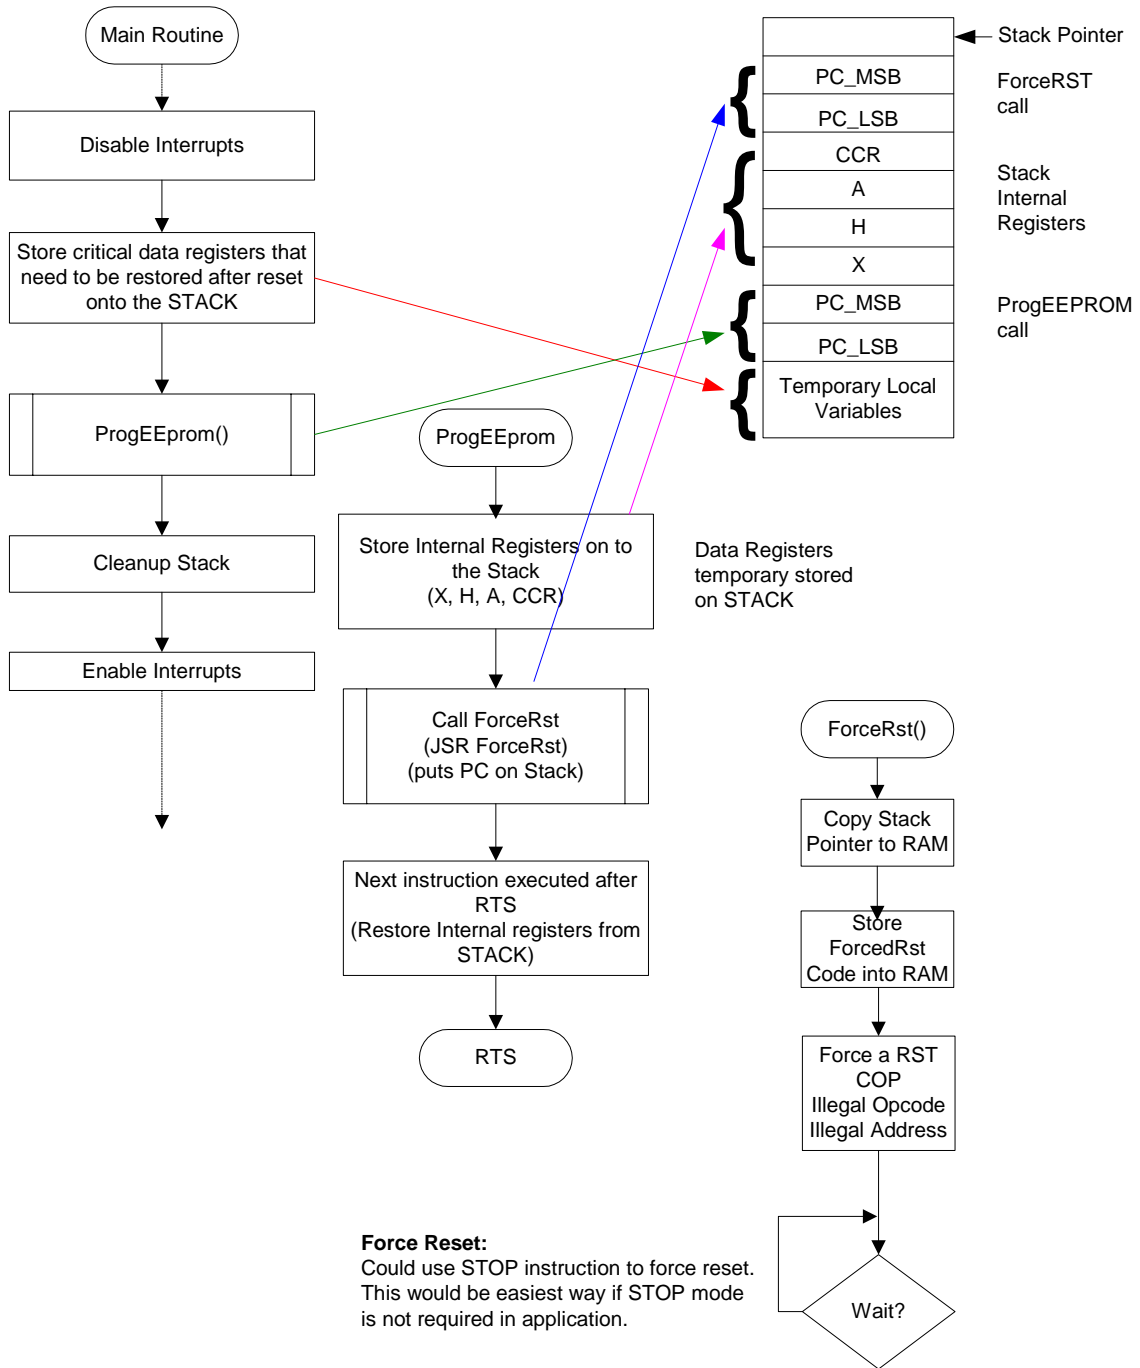 Main Routine
Disable Interrupts
Store critical data registers that
need to be restored after reset
onto the STACK
ProgEEprom()
Cleanup Stack
Enable Interrupts
ProgEEprom
Store Internal Registers on to
the Stack
(X, H, A, CCR)
Call ForceRst
(JSR ForceRst)
(puts PC on Stack)
Next instruction executed after
RTS
(Restore Internal registers from
STACK)
RTS
Stack Pointer
PC_MSB
PC_LSB
ForceRST
call
CCR
A
H
X
Stack
Internal
Registers
PC_MSB
PC_LSB
ProgEEPROM
call
Temporary Local
Variables
Data Registers
temporary stored
on STACK
ForceRst()
Copy Stack
Pointer to RAM
Store
ForcedRst
Code into RAM
Force a RST
COP
Illegal Opcode
Illegal Address
Wait?
Force Reset:
Could use STOP instruction to force reset.
This would be easiest way if STOP mode
is not required in application.